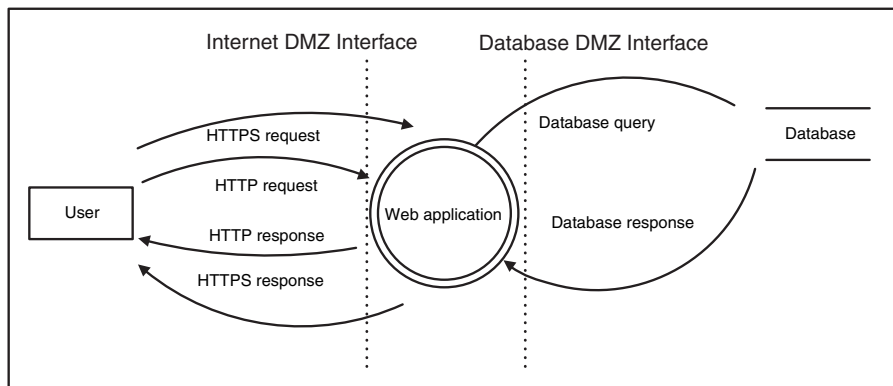 Internet DMZ Interface
Database DMZ Interface
HTTPS request
Database query
Database
HTTP request
User
Web application
HTTP response
Database response
HTTPS response